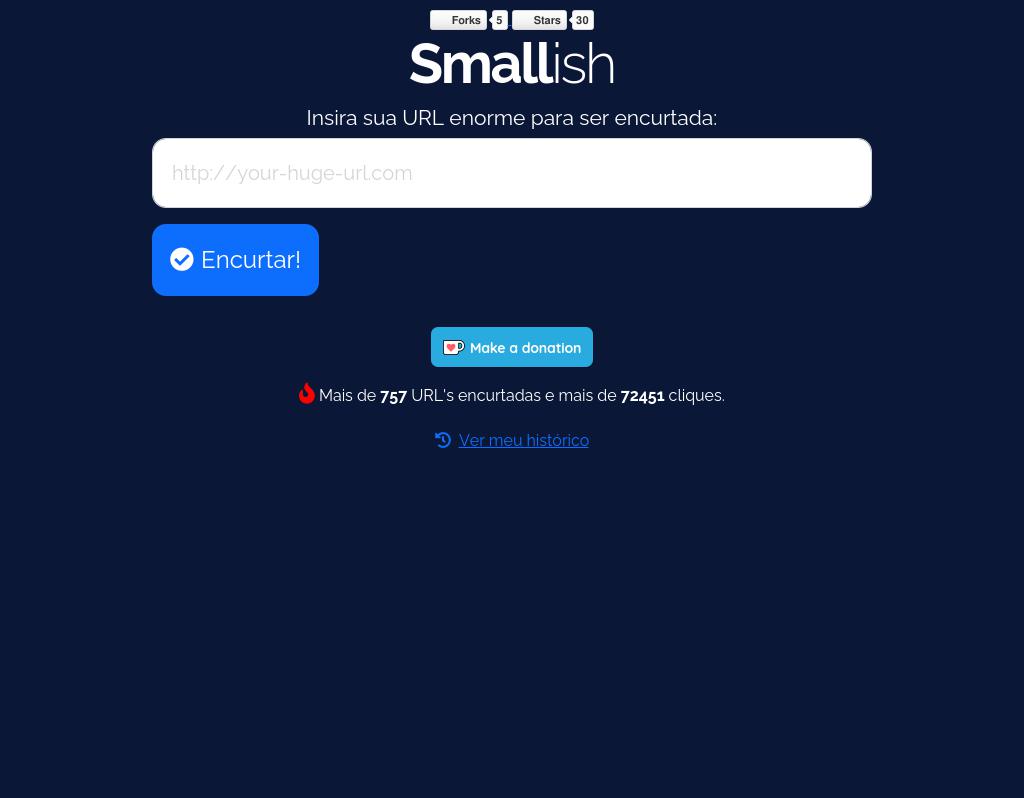 Forks 5 Stars 30
Smallish
Insira sua URL enorme para ser encurtada:
http://your-huge-url.com
Encurtar!
Make a donation
Mais de 757 URL's encurtadas e mais de 72451 cliques.
Ver meu histórico